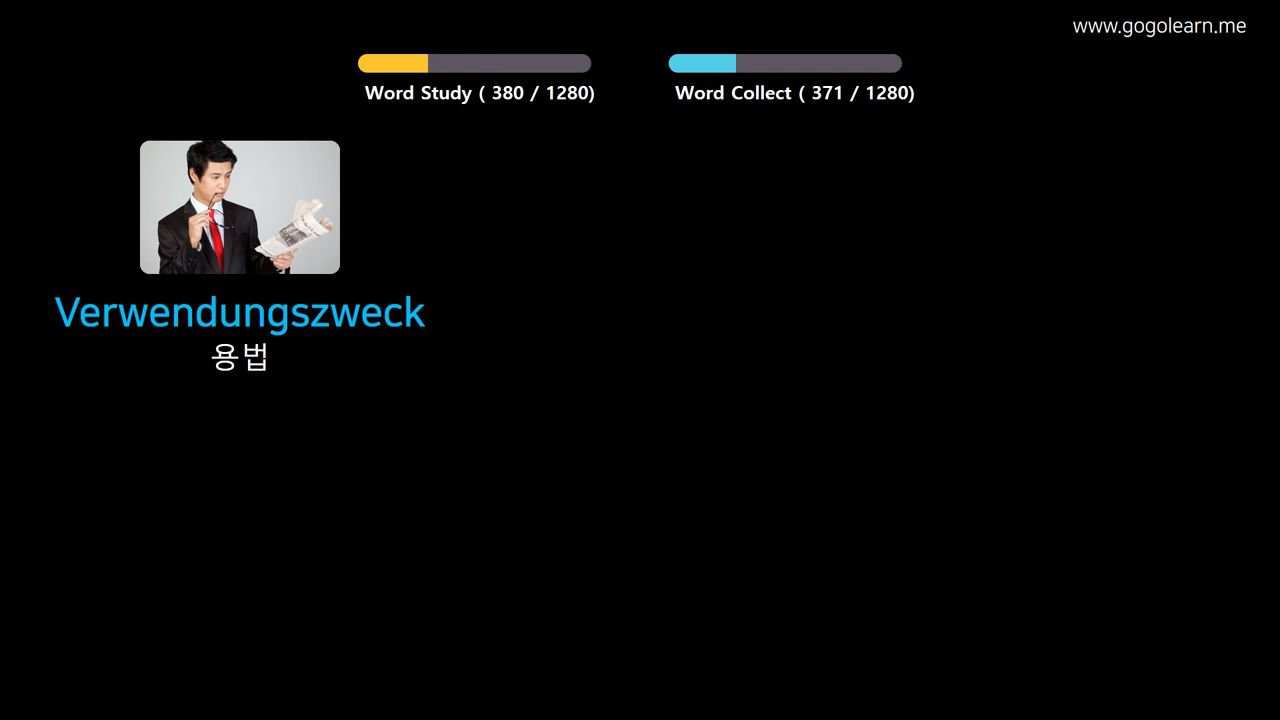 www.gogolearn.me
Word Study ( 380 / 1280)
Word Collect ( 371 / 1280)
Verwendungszweck
용법